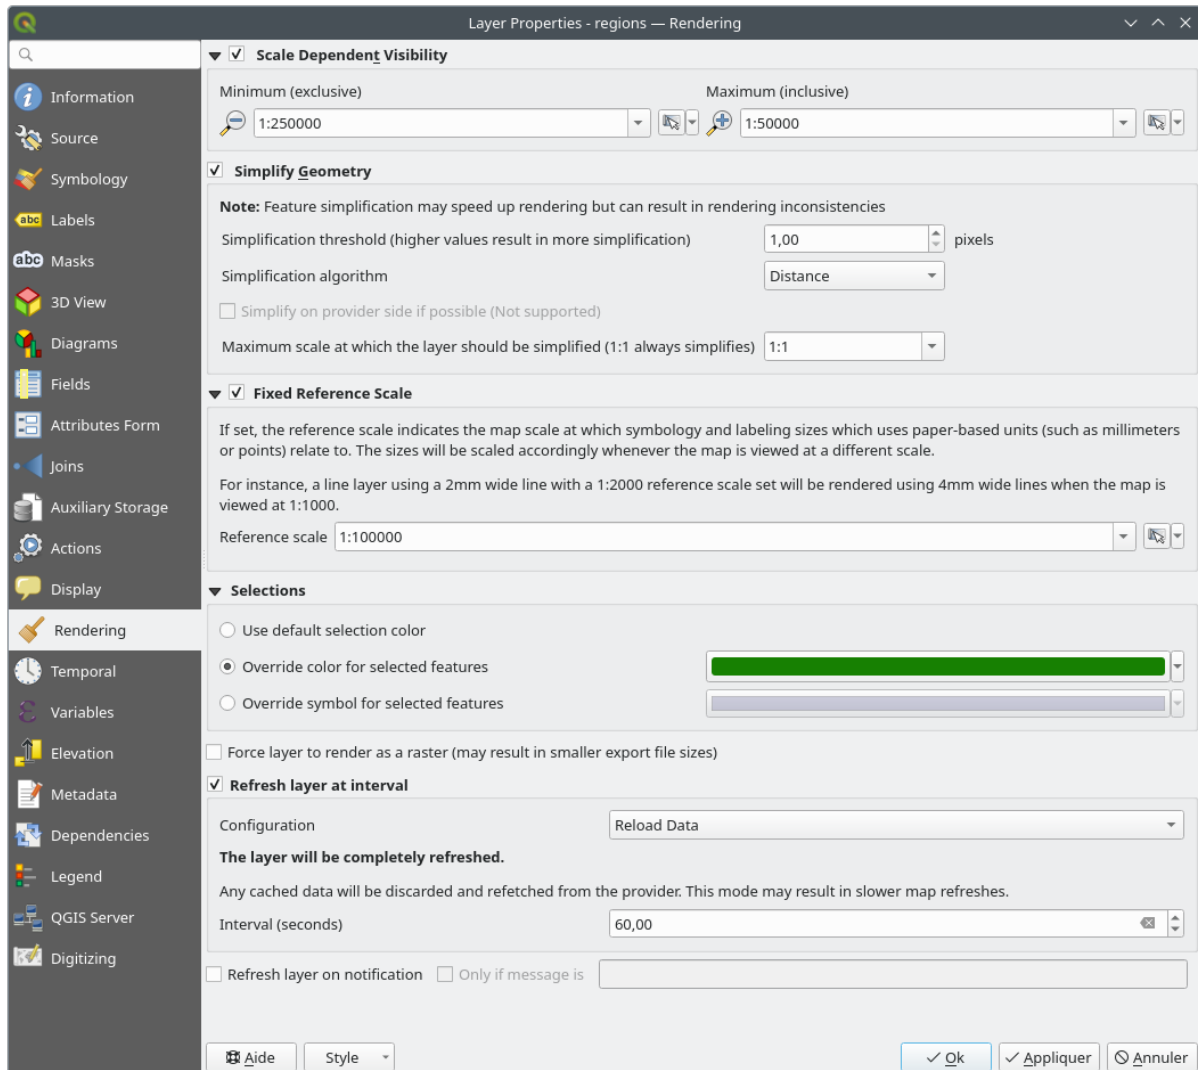 Layer Properties - regions — Rendering
Information
Source
Symbology
abc Labels
abc Masks
3D View
Diagrams
Fields
Attributes Form
Joins
Auxiliary Storage
Actions
Display
Rendering
Temporal
Variables
Elevation
Metadata
Dependencies
Legend
QGIS Server
Digitizing
Scale Dependent Visibility
Minimum (exclusive) Maximum (inclusive)
1:250000 1:50000
Simplify Geometry
Note: Feature simplification may speed up rendering but can result in rendering inconsistencies
Simplification threshold (higher values result in more simplification) 1,00 pixels
Simplification algorithm Distance
Simplify on provider side if possible (Not supported)
Maximum scale at which the layer should be simplified (1:1 always simplifies) 1:1
Fixed Reference Scale
If set, the reference scale indicates the map scale at which symbology and labeling sizes which uses paper-based units (such as millimeters
or points) relate to. The sizes will be scaled accordingly whenever the map is viewed at a different scale.
For instance, a line layer using a 2mm wide line with a 1:2000 reference scale set will be rendered using 4mm wide lines when the map is
viewed at 1:1000.
Reference scale 1:100000
Selections
Use default selection color
Override color for selected features
Override symbol for selected features
Force layer to render as a raster (may result in smaller export file sizes)
Refresh layer at interval
Configuration Reload Data
The layer will be completely refreshed.
Any cached data will be discarded and refetched from the provider. This mode may result in slower map refreshes.
Interval (seconds) 60,00
Refresh layer on notification Only if message is
Aide Style Ok Appliquer Annuler